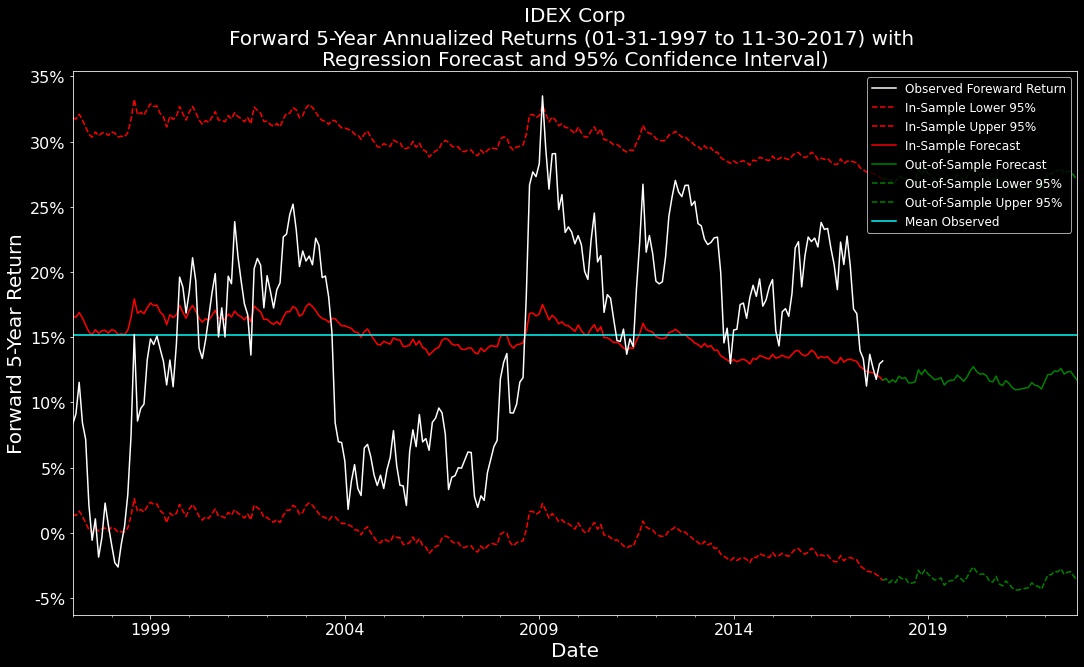 IDEX Corp
Forward 5-Year Annualized Returns (01-31-1997 to 11-30-2017) with
Regression Forecast and 95% Confidence Interval)
35%
30%
25%
20%
15%
10%
5%
0%
-5%
Forward 5-Year Return
Observed Foreward Return
In-Sample Lower 95%
In-Sample Upper 95%
In-Sample Forecast
Out-of-Sample Forecast
Out-of-Sample Lower 95%
Out-of-Sample Upper 95%
Mean Observed
1999
2004
2009
2014
2019
Date